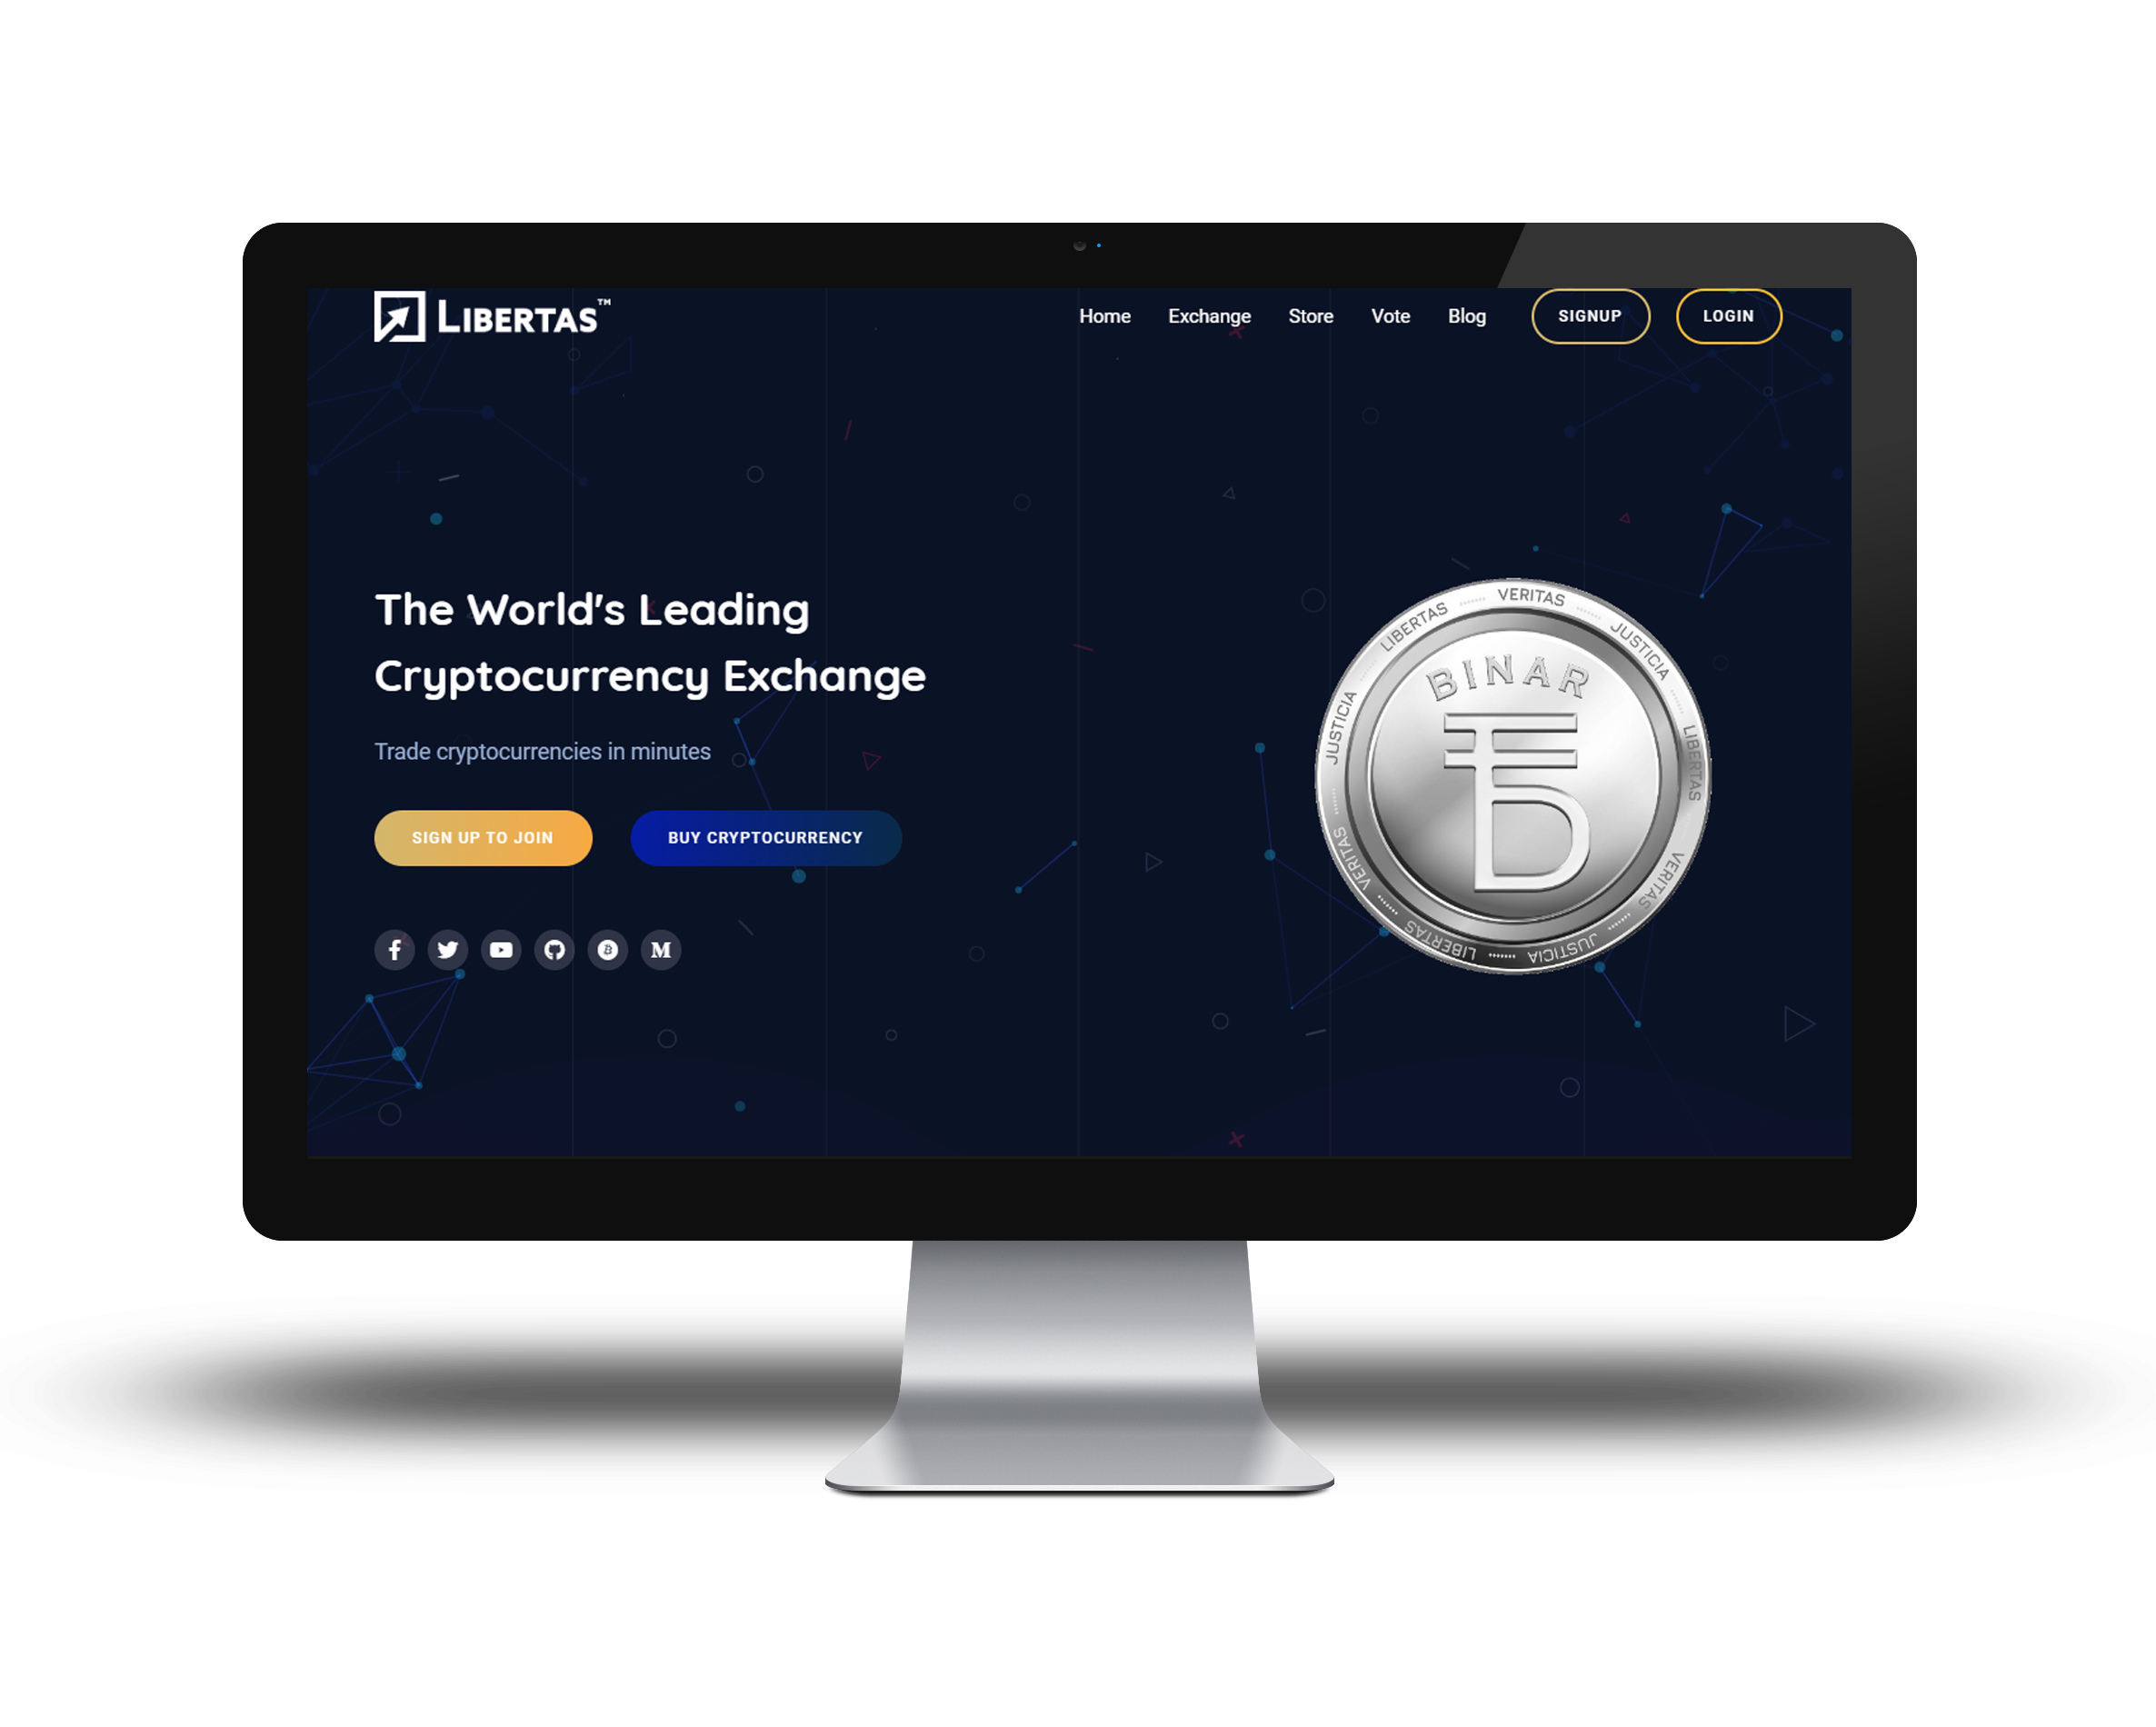 LIBERTAS™
Home Exchange Store Vote Blog SIGNUP LOGIN
The World's Leading
Cryptocurrency Exchange
Trade cryptocurrencies in minutes
SIGN UP TO JOIN BUY CRYPTOCURRENCY
M
BINAR
VERITAS JUSTICIA LIBERTAS VERITAS JUSTICIA LIBERTAS VERITAS JUSTICIA LIBERTAS